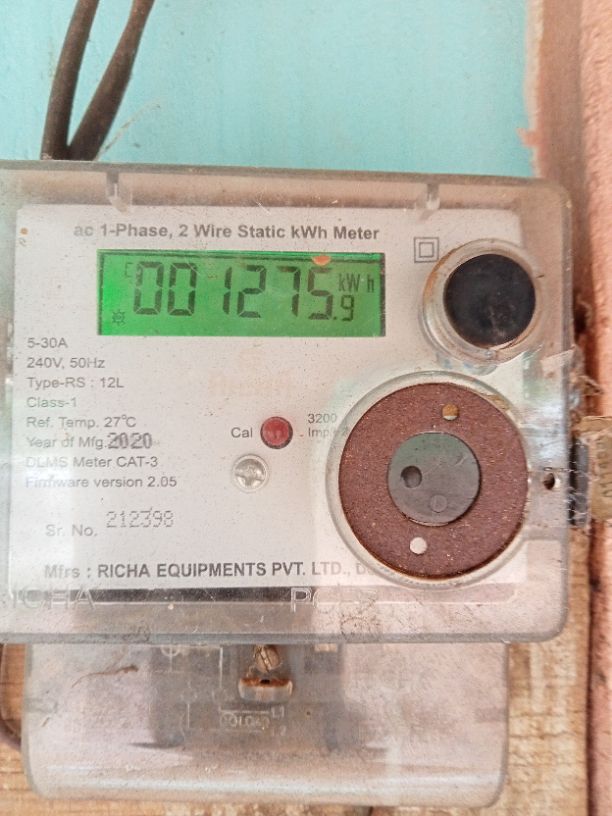 ac 1-Phase, 2 Wire Static kWh Meter
E 001275.9 kW h
5-30A
240V, 50Hz
Type-RS : 12L
Class-1
Ref. Temp. 27°C
Year of Mfg. 2020
DLMS Meter CAT-3
Firmware version 2.05
Cal
3200
Imp
Sr. No. 212398
Mfrs : RICHA EQUIPMENTS PVT. LTD.,